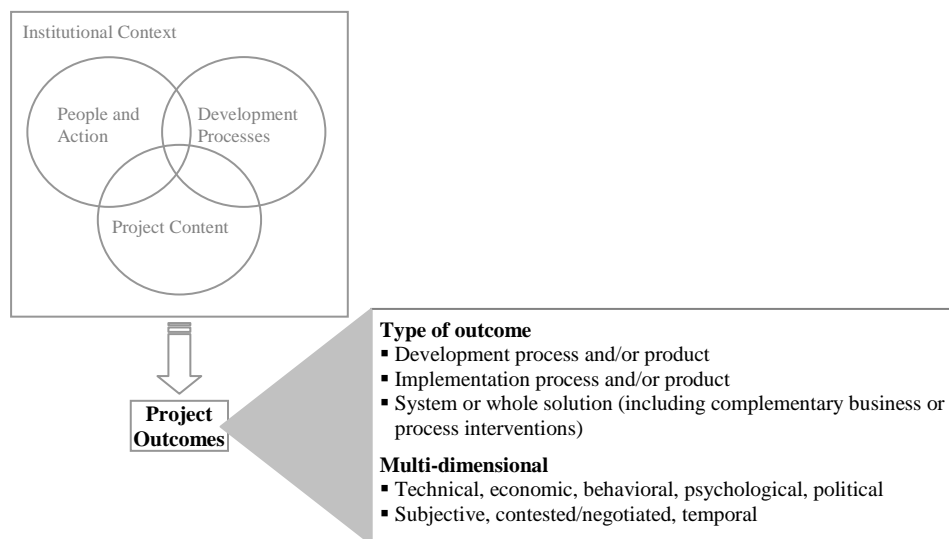 Institutional Context
People and
Action
Development
Processes
Project Content
Project
Outcomes
Type of outcome
▪ Development process and/or product
▪ Implementation process and/or product
▪ System or whole solution (including complementary business or
process interventions)
Multi-dimensional
▪ Technical, economic, behavioral, psychological, political
▪ Subjective, contested/negotiated, temporal